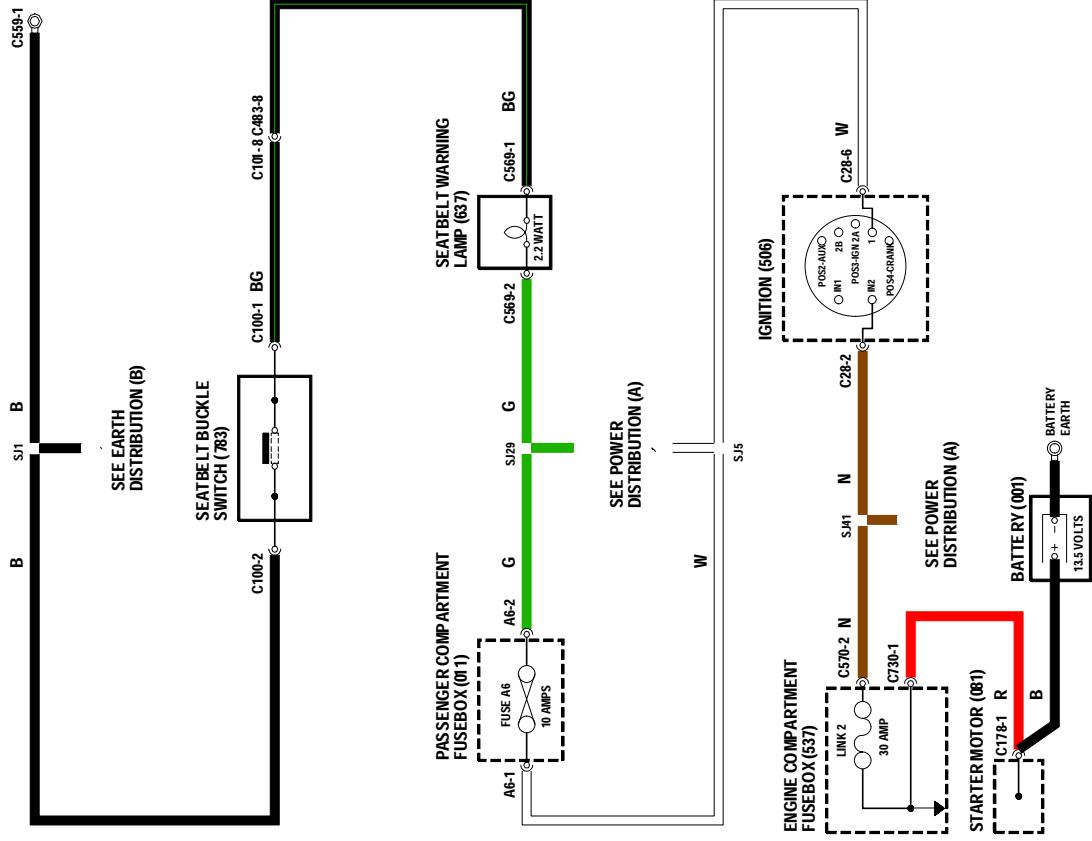 C559-1
B
SJ1
B
SEE EARTH
DISTRIBUTION (B)
C101-8 C483-8
BG
C100-1
SEATBELT BUCKLE
SWITCH (783)
C100-2
BG
C569-1
SEATBELT WARNING
LAMP (637)
2.2 WATT
C569-2
G
SJ29
G
A6-2
PASSENGER COMPARTMENT
FUSEBOX (011)
FUSE A6
10 AMPS
A6-1
SEE POWER
DISTRIBUTION (A)
SJ5
W
W
C28-6
IGNITION (506)
POS2-AUX
IN1
2B
POS3-IGN 2A
IN2
1
POS4-CRANK
C28-2
N
SJ41
N
C570-2
C730-1
SEE POWER
DISTRIBUTION (A)
ENGINE COMPARTMENT
FUSEBOX (537)
LINK 2
30 AMP
BATTERY
EARTH
BATTERY (001)
+ −
13.5 VOLTS
R
B
C178-1
STARTER MOTOR (081)